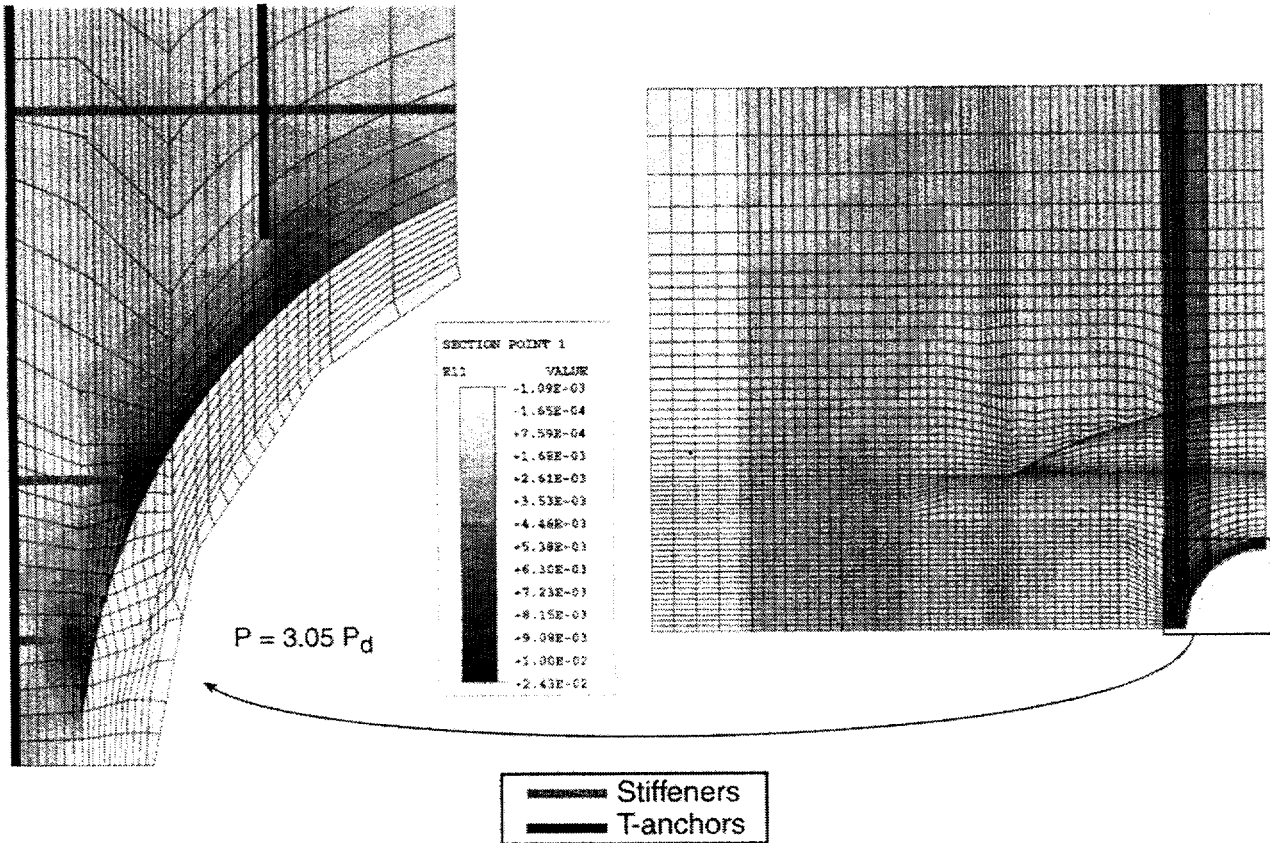 SECTION POINT 1
E11 VALUE
-1.09E-03
-1.65E-04
+7.59E-04
+1.68E-03
+2.61E-03
+3.53E-03
+4.46E-03
+5.38E-03
+6.30E-03
+7.23E-03
+8.15E-03
+9.08E-03
+1.00E-02
+2.43E-02
P = 3.05 Pd
Stiffeners
T-anchors